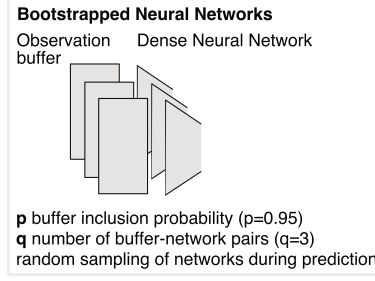 Bootstrapped Neural Networks
Observation buffer
Dense Neural Network
p buffer inclusion probability (p=0.95)
q number of buffer-network pairs (q=3)
random sampling of networks during prediction